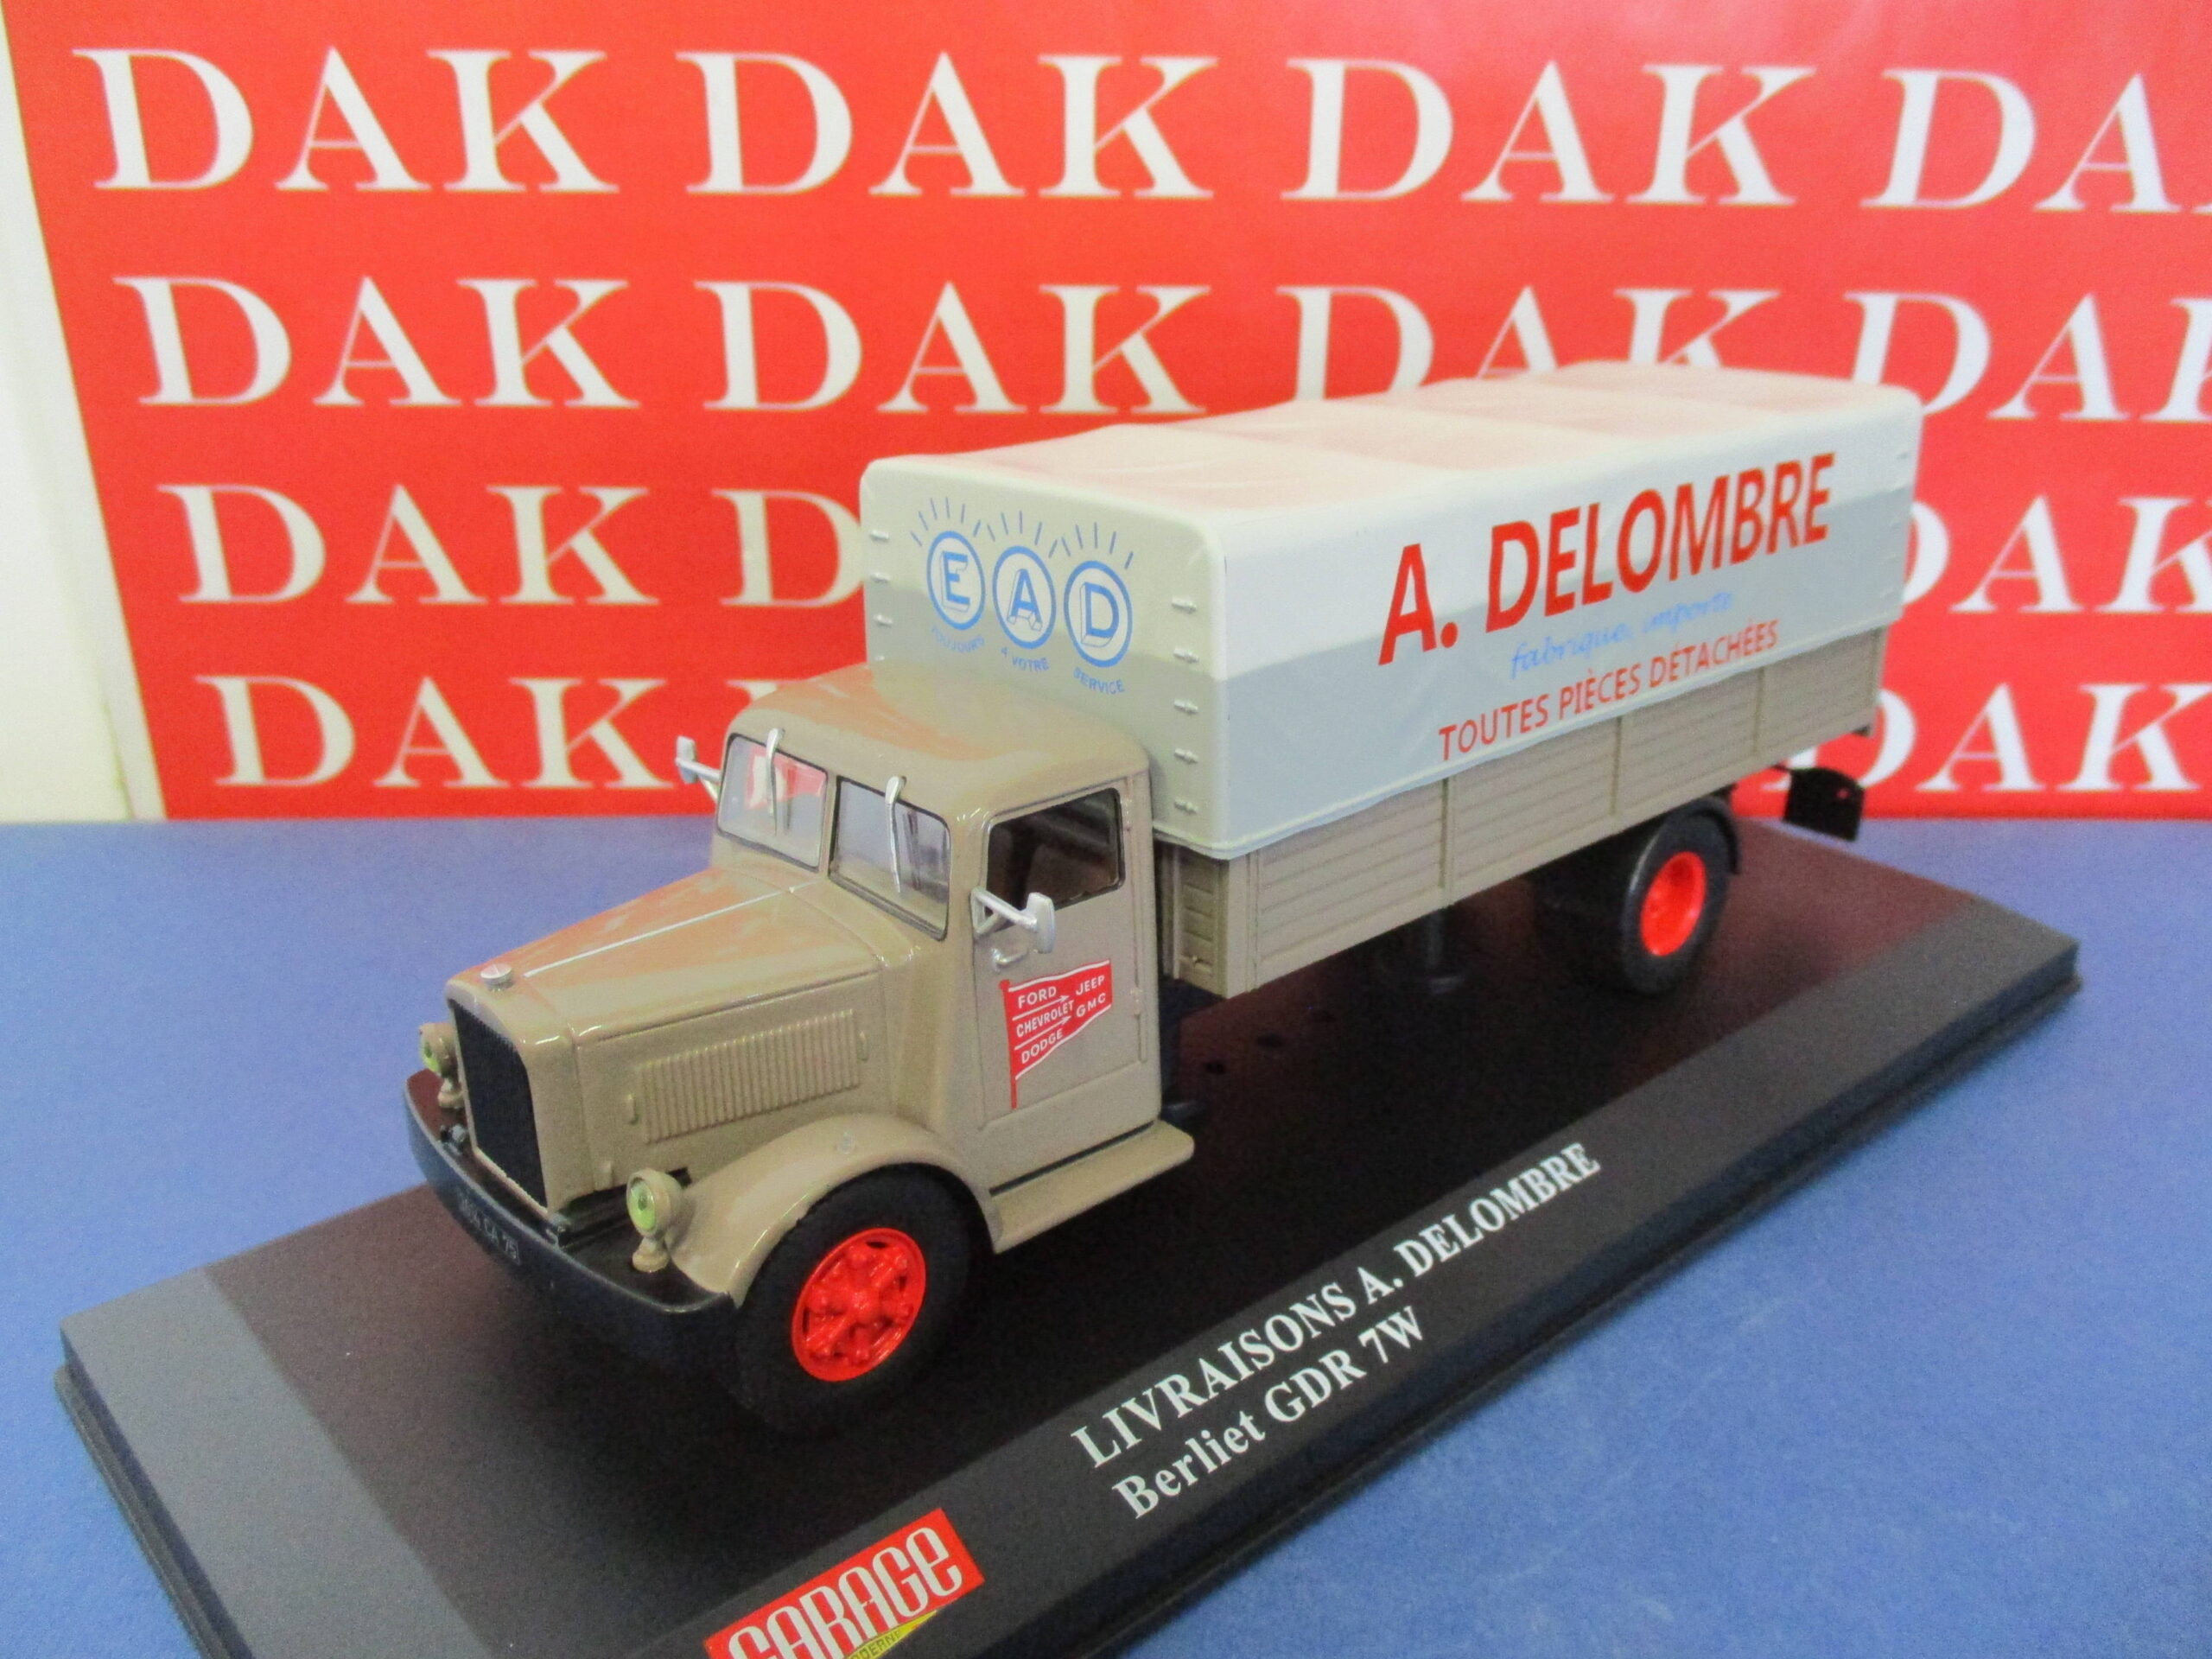 DAK DAK DAK DA
DAK DAK DAK DAK
DAK DAK DAK
DAK DAK
E A D
TOUJOURS A VOTRE SERVICE
A. DELOMBRE
fabrique, importe
TOUTES PIÈCES DÉTACHÉES
FORD JEEP
CHEVROLET GMC
DODGE
LIVRAISONS A. DELOMBRE
Berliet GDR 7W
GARAGE